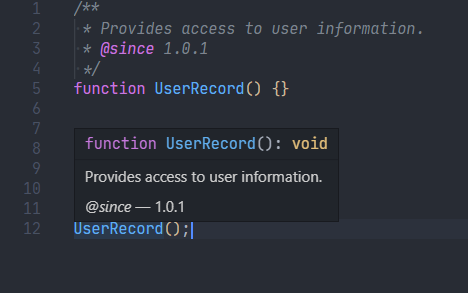 1 /**
2 * Provides access to user information.
3 * @since 1.0.1
4 */
5 function UserRecord() {}
6
7
8 function UserRecord(): void
9
Provides access to user information.
10
@since — 1.0.1
11
12 UserRecord();